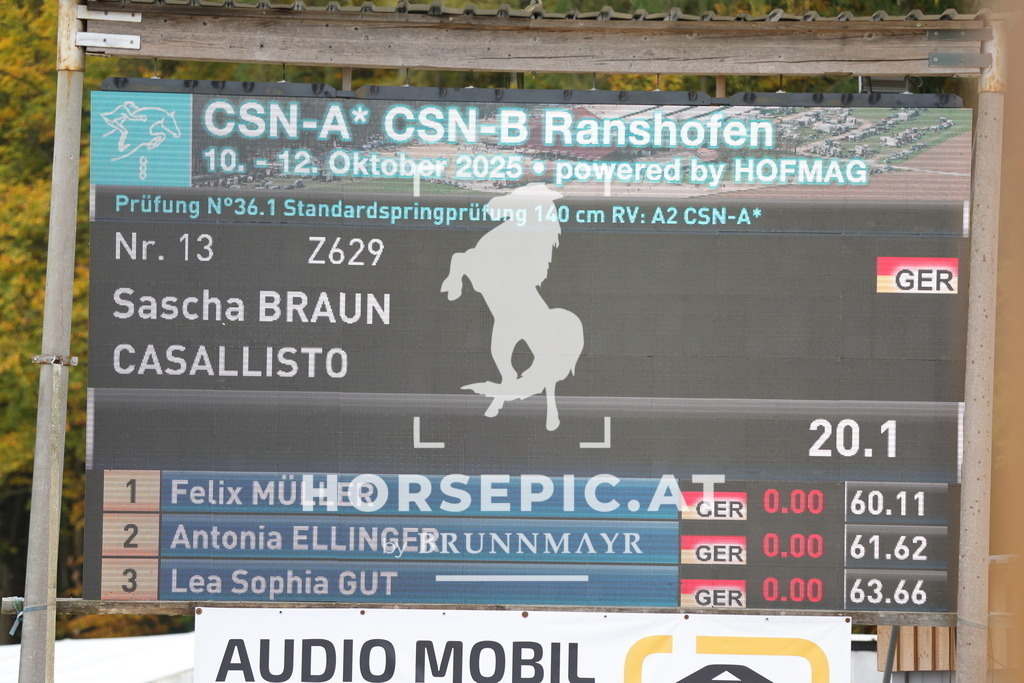 CSN-A* CSN-B Ranshofen
10. - 12. Oktober 2025 • powered by HOFMAG
Prüfung N°36.1 Standardspringprüfung 140 cm RV: A2 CSN-A*
Nr. 13 Z629
GER
Sascha BRAUN
CASALLISTO
20.1
1 Felix MÜLLER GER 0.00 60.11
HORSEPIC.AT
2 Antonia ELLINGER GER 0.00 61.62
by BRUNNMAYR
3 Lea Sophia GUT GER 0.00 63.66
AUDIO MOBIL